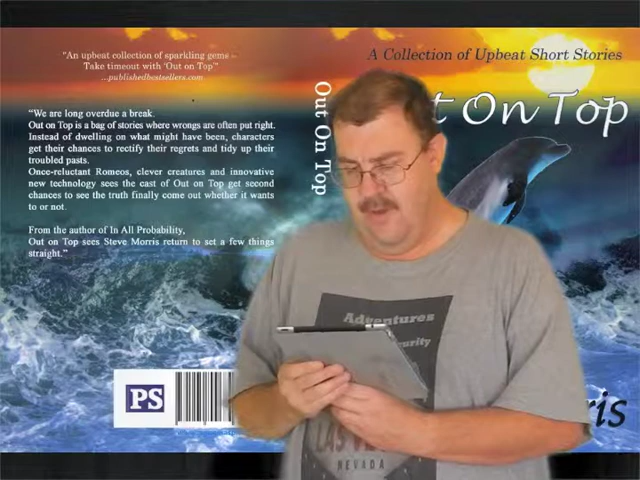 "An upbeat collection of sparkling gems –
Take timeout with 'Out on Top'"
...publishedbestsellers.com
"We are long overdue a break.
Out on Top is a bag of stories where wrongs are often put right.
Instead of dwelling on what might have been, characters
get their chances to rectify their regrets and tidy up their
troubled pasts.
Once-reluctant Romeos, clever creatures and innovative
new technology sees the cast of Out on Top get second
chances to see the truth finally come out whether it wants
to or not.
From the author of In All Probability,
Out on Top sees Steve Morris return to set a few things
straight."
PS
Out On Top
A Collection of Upbeat Short Stories
t On Top
ris
Adventures
curity
LAS VE
NEVADA